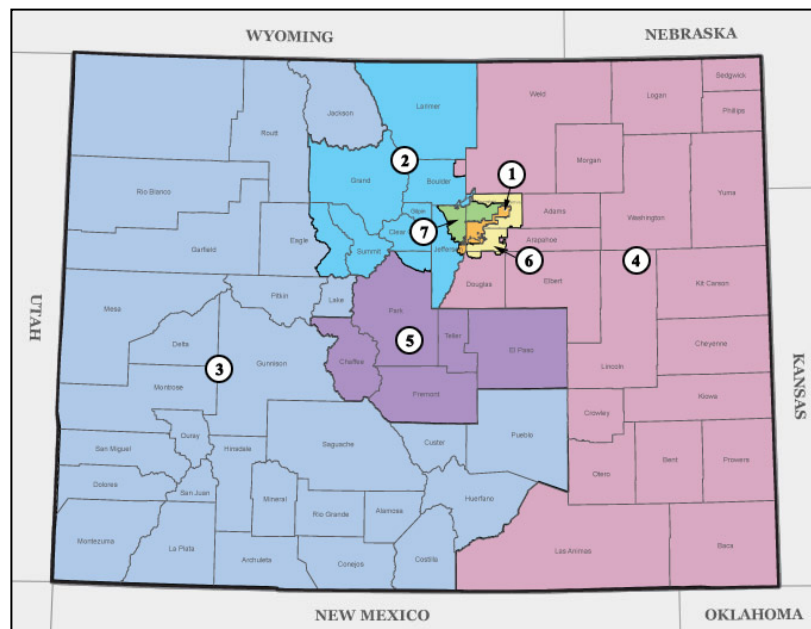 WYOMING
NEBRASKA
Sedgwick
Larimer
Weld
Logan
Phillips
Jackson
Routt
Morgan
2
Grand
Boulder
1
Yuma
Rio Blanco
Adams
Washington
Clear
7
Eagle
Summit
Arapahoe
Garfield
Jefferson
6
4
Douglas
Elbert
Kit Carson
UTAH
Pitkin
Lake
Mesa
Park
5
Teller
El Paso
Delta
Cheyenne
3
Gunnison
Chaffee
Lincoln
KANSAS
Montrose
Fremont
Kiowa
Crowley
Ouray
Custer
Pueblo
San Miguel
Hinsdale
Saguache
Otero
Bent
Prowers
Dolores
San Juan
Mineral
Huerfano
Rio Grande
Alamosa
Montezuma
La Plata
Las Animas
Baca
Archuleta
Conejos
Costilla
NEW MEXICO
OKLAHOMA